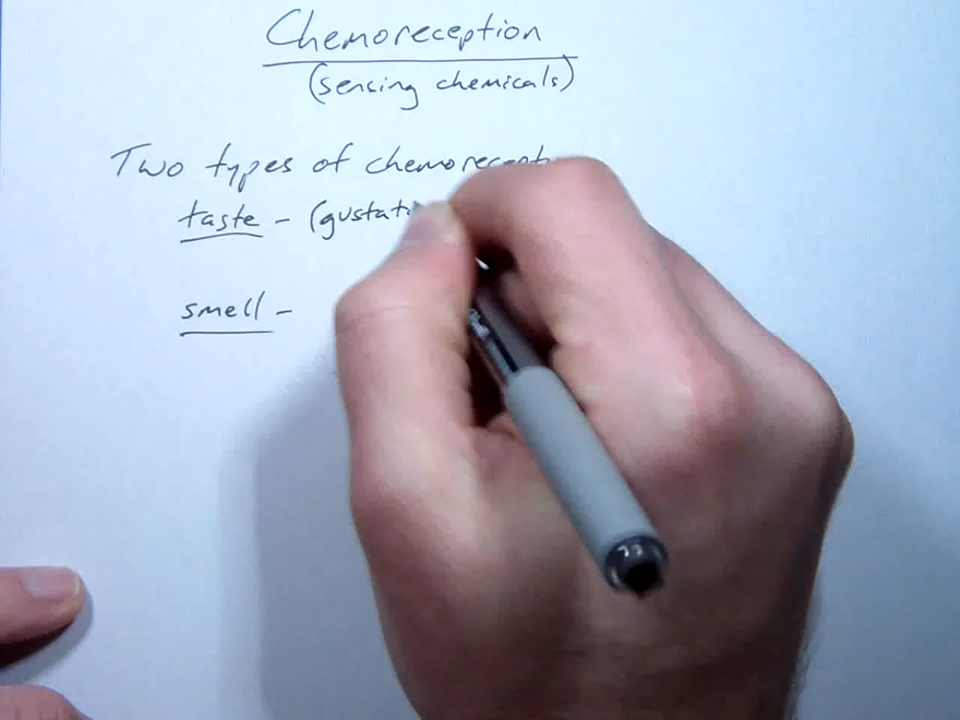 Chemoreception
(sensing chemicals)
Two types of
taste - (
smell -